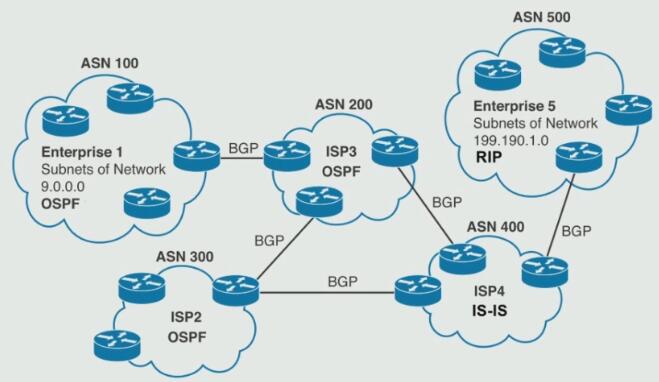 ASN 100
Enterprise 1
Subnets of Network
9.0.0.0
OSPF
BGP
ASN 200
ISP3
OSPF
ASN 500
Enterprise 5
Subnets of Network
199.190.1.0
RIP
BGP
BGP
BGP
ASN 300
ISP2
OSPF
BGP
ASN 400
ISP4
IS-IS